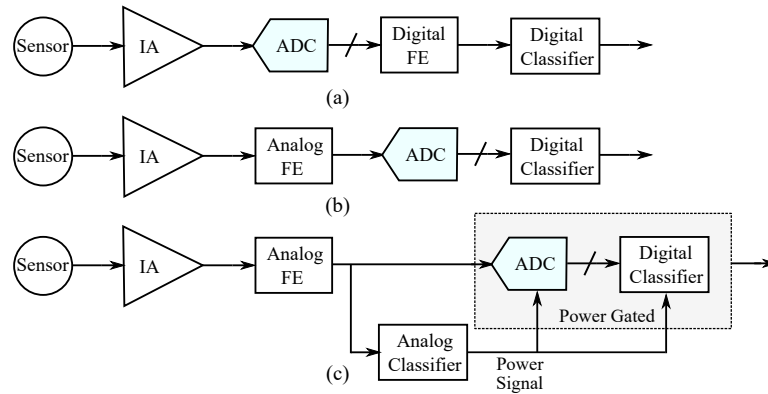 Sensor
IA
ADC
Digital
FE
Digital
Classifier
(a)
Sensor
IA
Analog
FE
ADC
Digital
Classifier
(b)
Sensor
IA
Analog
FE
ADC
Digital
Classifier
Power Gated
Analog
Classifier
Power
Signal
(c)